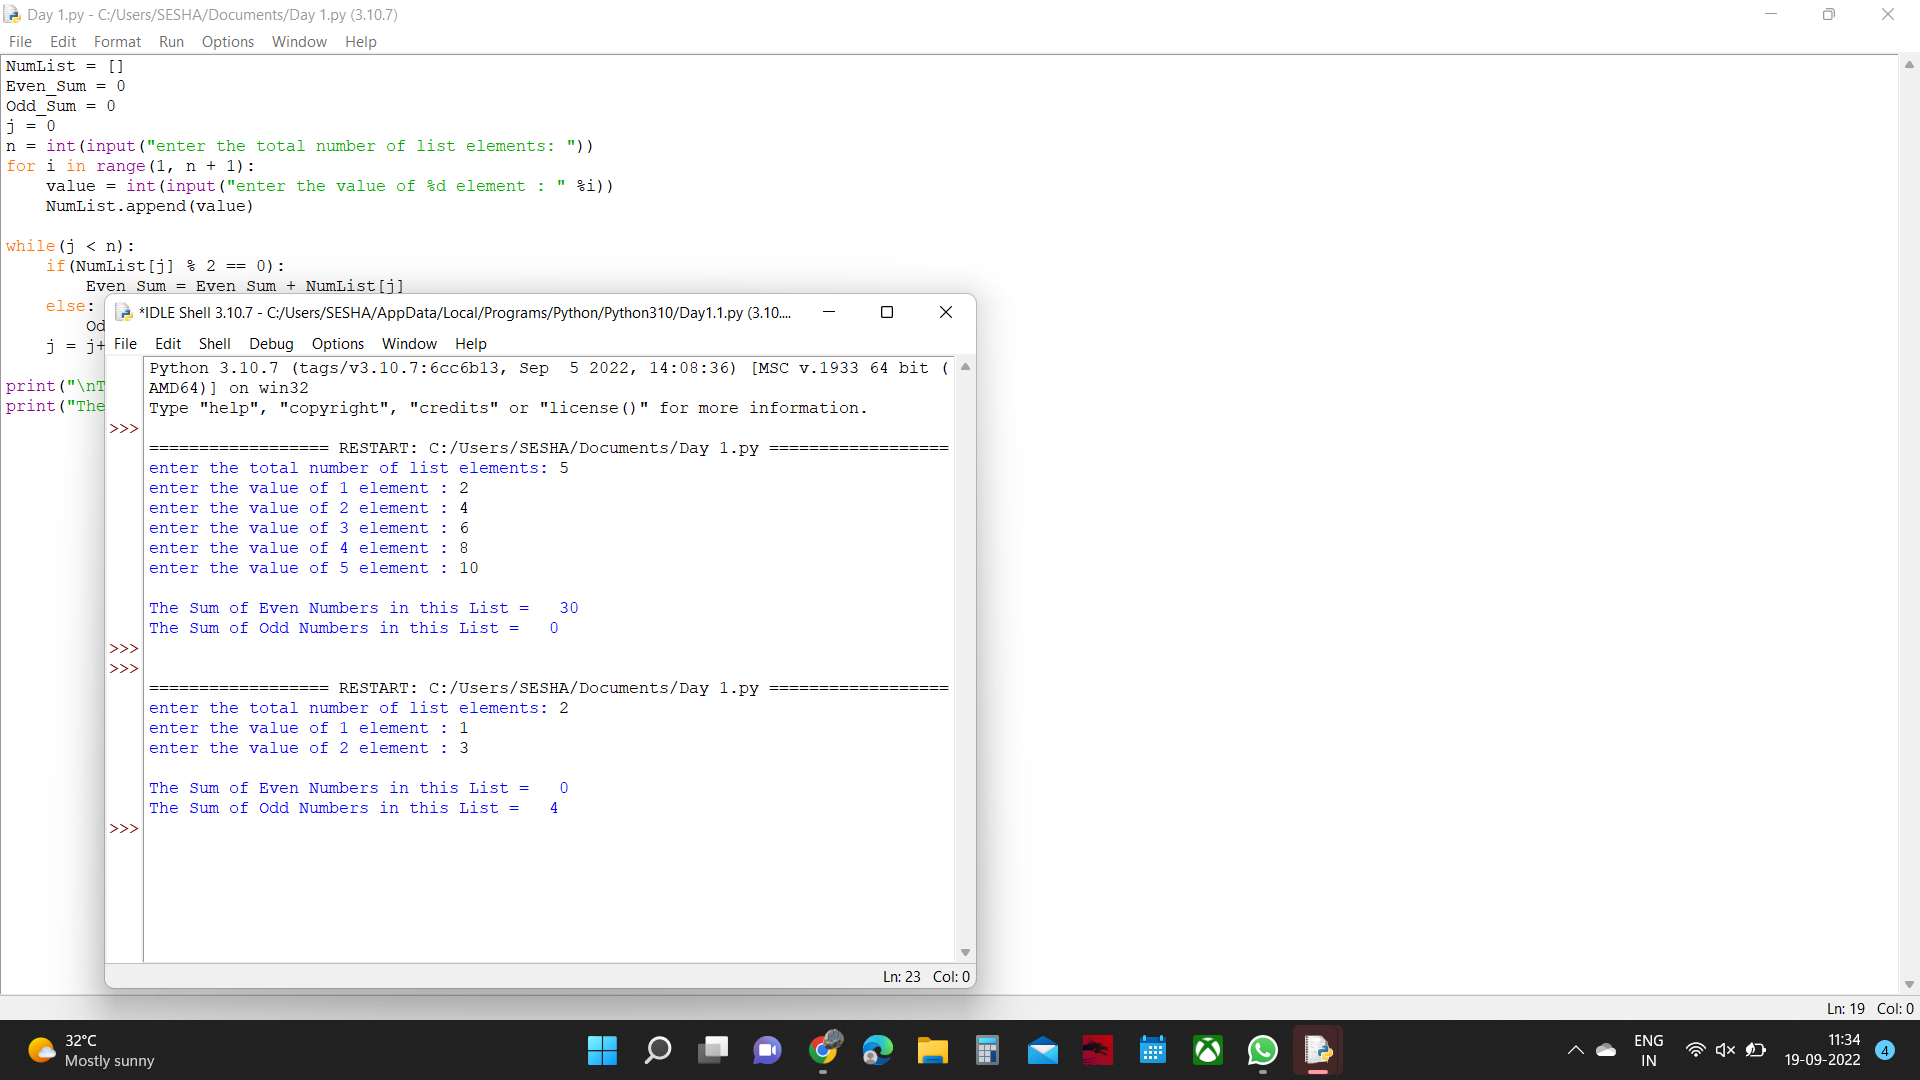 Day 1.py - C:/Users/SESHA/Documents/Day 1.py (3.10.7)
File Edit Format Run Options Window Help
NumList = []
Even_Sum = 0
Odd_Sum = 0
j = 0
n = int(input("enter the total number of list elements: "))
for i in range(1, n + 1):
    value = int(input("enter the value of %d element : " %i))
    NumList.append(value)
while(j < n):
    if(NumList[j] % 2 == 0):
        Even_Sum = Even_Sum + NumList[j]
    else:
        Od
    j = j+
print("\nT
print("The
*IDLE Shell 3.10.7 - C:/Users/SESHA/AppData/Local/Programs/Python/Python310/Day1.1.py (3.10....
File Edit Shell Debug Options Window Help
Python 3.10.7 (tags/v3.10.7:6cc6b13, Sep  5 2022, 14:08:36) [MSC v.1933 64 bit (
AMD64)] on win32
Type "help", "copyright", "credits" or "license()" for more information.
>>>
================== RESTART: C:/Users/SESHA/Documents/Day 1.py ==================
enter the total number of list elements: 5
enter the value of 1 element : 2
enter the value of 2 element : 4
enter the value of 3 element : 6
enter the value of 4 element : 8
enter the value of 5 element : 10
The Sum of Even Numbers in this List =   30
The Sum of Odd Numbers in this List =   0
>>>
>>>
================== RESTART: C:/Users/SESHA/Documents/Day 1.py ==================
enter the total number of list elements: 2
enter the value of 1 element : 1
enter the value of 2 element : 3
The Sum of Even Numbers in this List =   0
The Sum of Odd Numbers in this List =   4
>>>
Ln: 23 Col: 0
Ln: 19 Col: 0
32°C
Mostly sunny
ENG
IN
11:34
19-09-2022
4